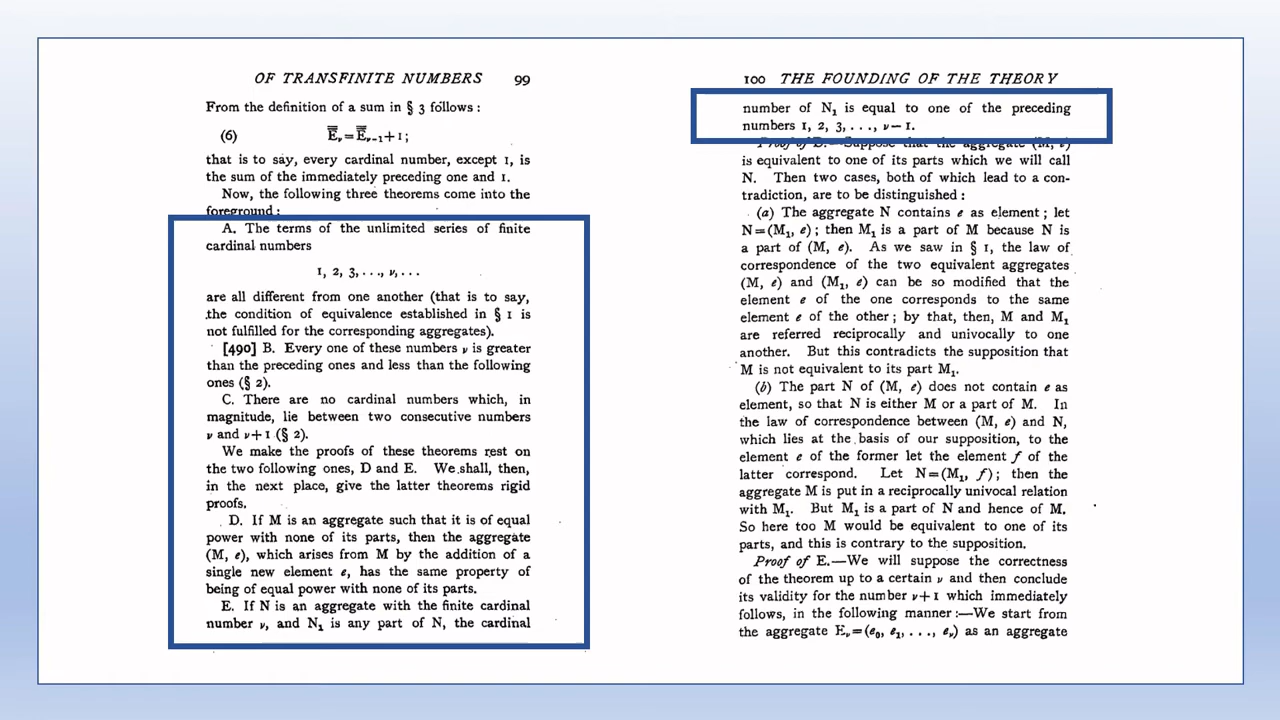 OF TRANSFINITE NUMBERS 99
From the definition of a sum in § 3 follows :
(6) E̿ᵥ = E̿ᵥ₋₁ + 1 ;
that is to say, every cardinal number, except 1, is
the sum of the immediately preceding one and 1.
Now, the following three theorems come into the
foreground :
A. The terms of the unlimited series of finite
cardinal numbers
1, 2, 3, . . ., ν, . . .
are all different from one another (that is to say,
the condition of equivalence established in § 1 is
not fulfilled for the corresponding aggregates).
[490] B. Every one of these numbers ν is greater
than the preceding ones and less than the following
ones (§ 2).
C. There are no cardinal numbers which, in
magnitude, lie between two consecutive numbers
ν and ν+1 (§ 2).
We make the proofs of these theorems rest on
the two following ones, D and E. We shall, then,
in the next place, give the latter theorems rigid
proofs.
D. If M is an aggregate such that it is of equal
power with none of its parts, then the aggregate
(M, e), which arises from M by the addition of a
single new element e, has the same property of
being of equal power with none of its parts.
E. If N is an aggregate with the finite cardinal
number ν, and N₁ is any part of N, the cardinal
100 THE FOUNDING OF THE THEORY
number of N₁ is equal to one of the preceding
numbers 1, 2, 3, . . ., ν−1.
Proof of D.—Suppose that the aggregate (M, e)
is equivalent to one of its parts which we will call
N. Then two cases, both of which lead to a con-
tradiction, are to be distinguished :
(a) The aggregate N contains e as element ; let
N=(M₁, e) ; then M₁ is a part of M because N is
a part of (M, e). As we saw in § 1, the law of
correspondence of the two equivalent aggregates
(M, e) and (M₁, e) can be so modified that the
element e of the one corresponds to the same
element e of the other ; by that, then, M and M₁
are referred reciprocally and univocally to one
another. But this contradicts the supposition that
M is not equivalent to its part M₁.
(b) The part N of (M, e) does not contain e as
element, so that N is either M or a part of M. In
the law of correspondence between (M, e) and N,
which lies at the basis of our supposition, to the
element e of the former let the element f of the
latter correspond. Let N=(M₁, f) ; then the
aggregate M is put in a reciprocally univocal relation
with M₁. But M₁ is a part of N and hence of M.
So here too M would be equivalent to one of its
parts, and this is contrary to the supposition.
Proof of E.—We will suppose the correctness
of the theorem up to a certain ν and then conclude
its validity for the number ν+1 which immediately
follows, in the following manner :—We start from
the aggregate Eᵥ=(e₀, e₁, . . ., eᵥ) as an aggregate